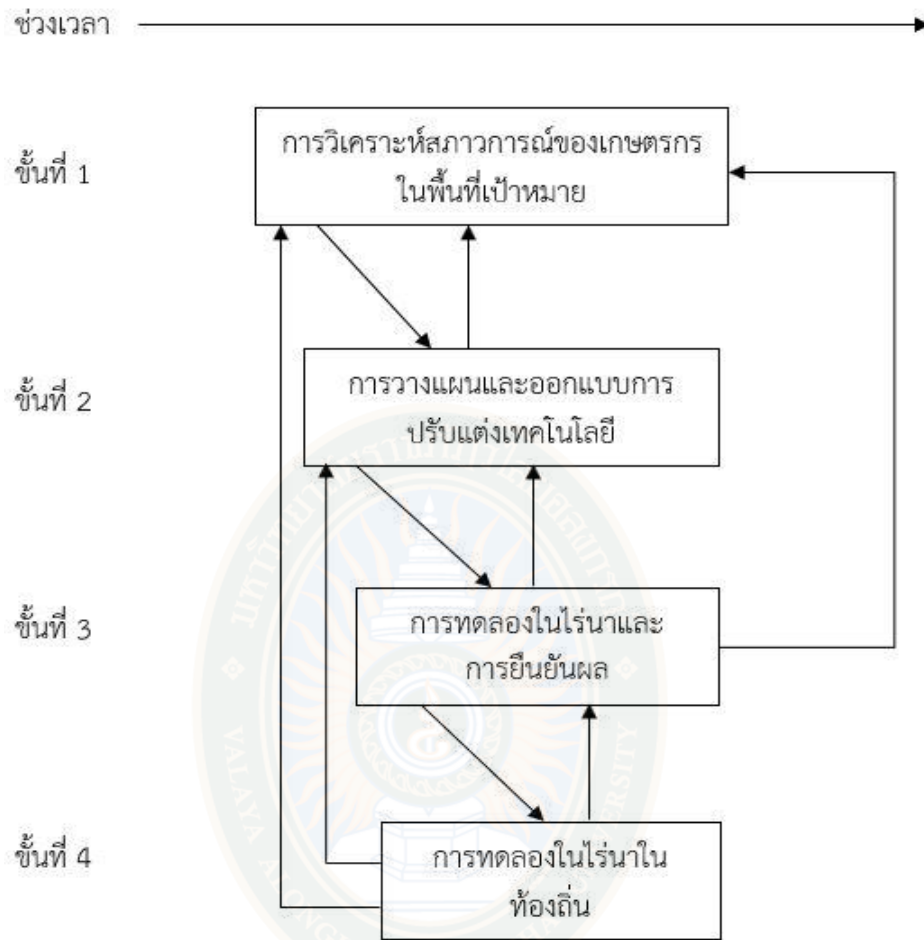 ช่วงเวลา
ขั้นที่ 1
การวิเคราะห์สภาวการณ์ของเกษตรกร
ในพื้นที่เป้าหมาย
ขั้นที่ 2
การวางแผนและออกแบบการ
ปรับแต่งเทคโนโลยี
ขั้นที่ 3
การทดลองในไร่นาและ
การยืนยันผล
ขั้นที่ 4
การทดลองในไร่นาใน
ท้องถิ่น
VALAYA